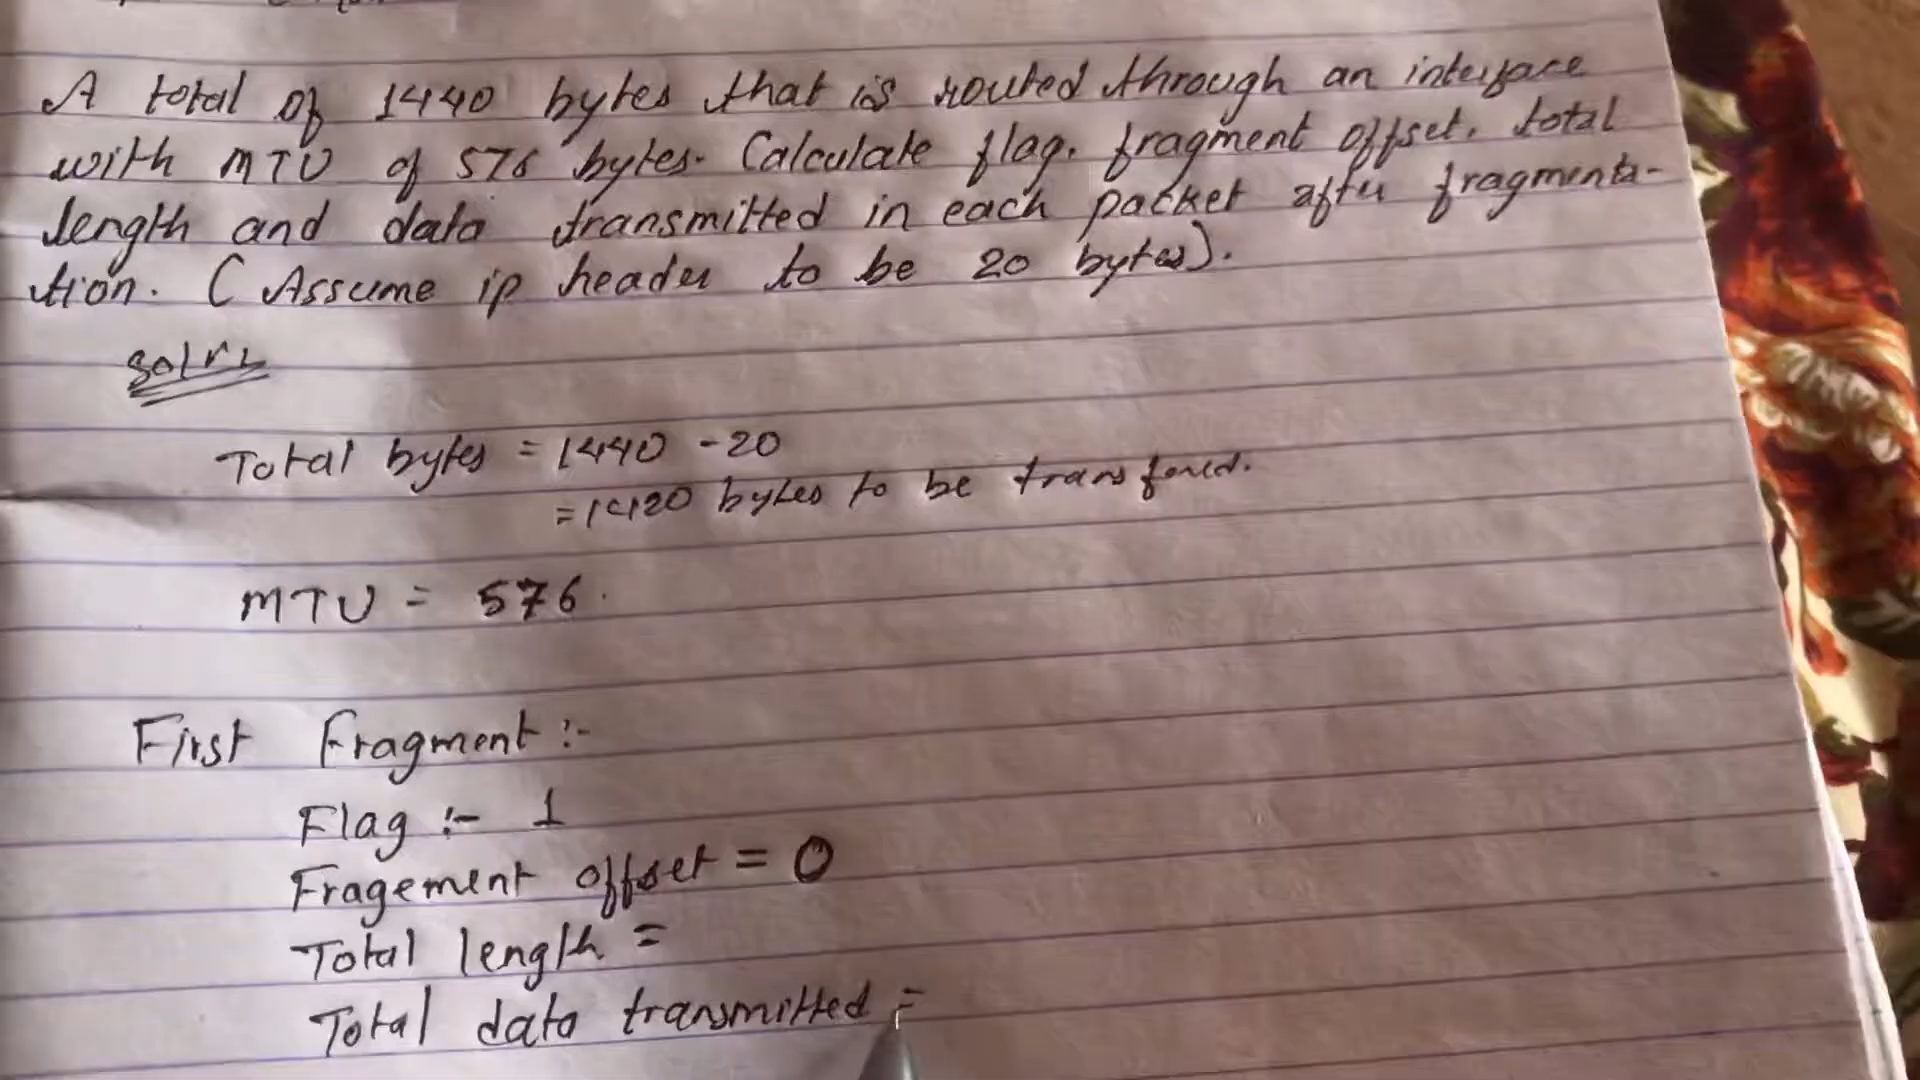 A total of 1440 bytes that is routed through an interface
with MTU of 576 bytes. Calculate flag, fragment offset, total
length and data transmitted in each packet after fragmenta-
tion. (Assume ip header to be 20 bytes).
Soln
Total bytes = 1440 - 20
= 1420 bytes to be transfered.
MTU = 576.
First Fragment :-
Flag :- 1
Fragement offset = 0
Total length =
Total data transmitted =